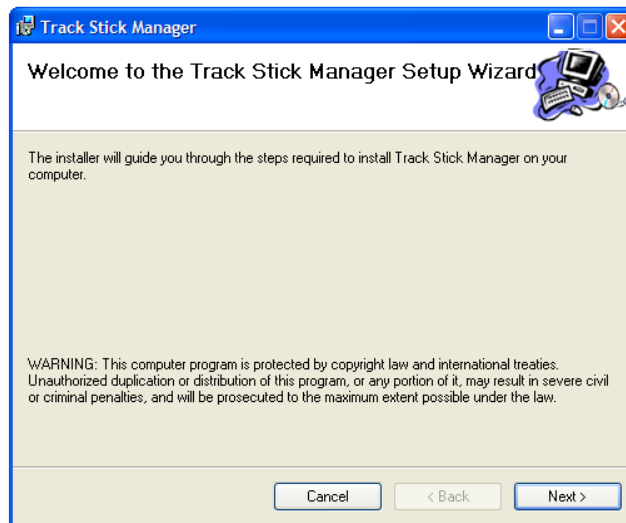 Track Stick Manager
Welcome to the Track Stick Manager Setup Wizard
The installer will guide you through the steps required to install Track Stick Manager on your
computer.
WARNING: This computer program is protected by copyright law and international treaties.
Unauthorized duplication or distribution of this program, or any portion of it, may result in severe civil
or criminal penalties, and will be prosecuted to the maximum extent possible under the law.
Cancel < Back Next >